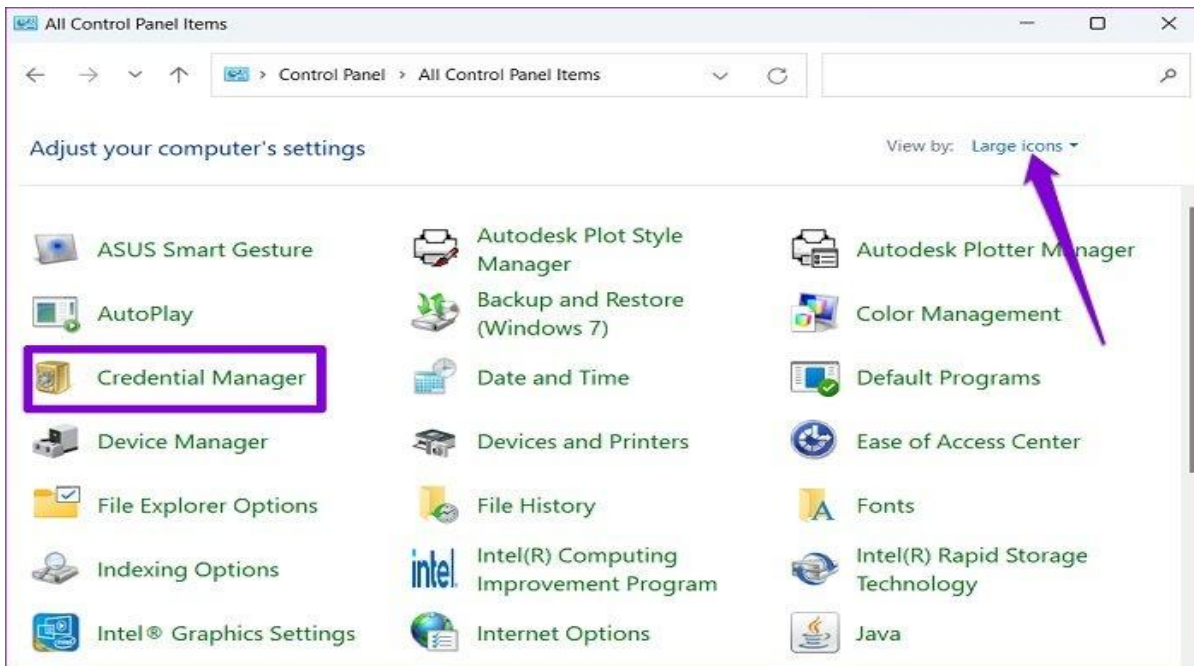 All Control Panel Items
Control Panel > All Control Panel Items
Adjust your computer's settings
View by: Large icons
ASUS Smart Gesture
Autodesk Plot Style
Manager
Autodesk Plotter Manager
AutoPlay
Backup and Restore
(Windows 7)
Color Management
Credential Manager
Date and Time
Default Programs
Device Manager
Devices and Printers
Ease of Access Center
File Explorer Options
File History
Fonts
Indexing Options
intel
Intel(R) Computing
Improvement Program
Intel(R) Rapid Storage
Technology
Intel® Graphics Settings
Internet Options
Java